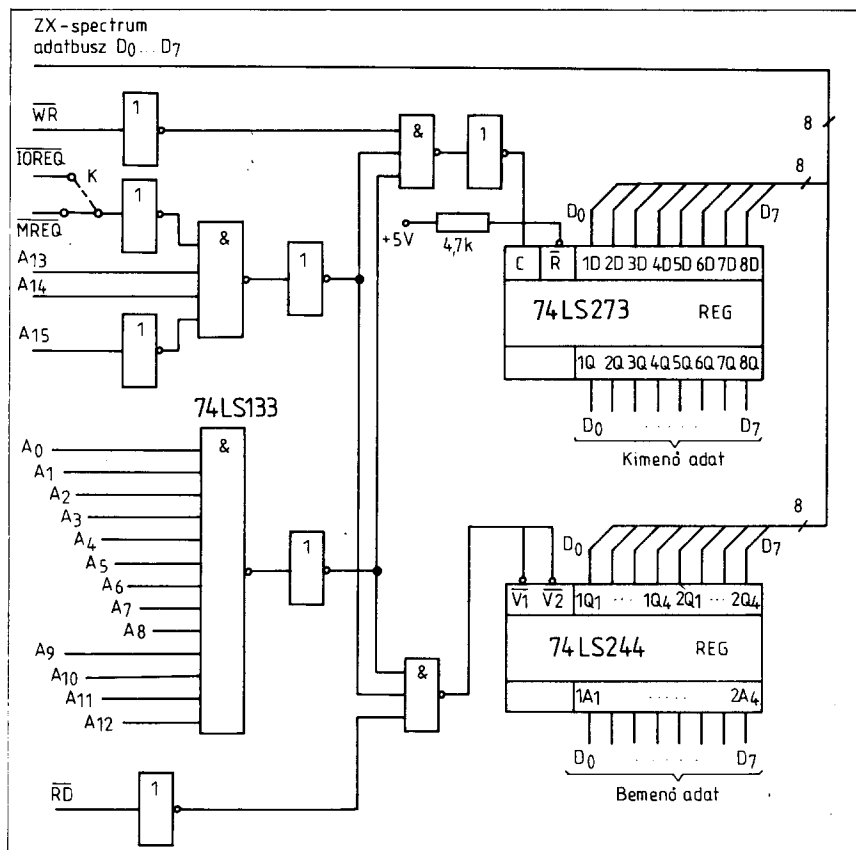 ZX-spectrum
adatbusz D0...D7
WR
1
&
1
8
IOREQ
K
1
8
MREQ
&
+5V
4,7k
D0
D7
A13
1
C
R
1D 2D 3D 4D 5D 6D 7D 8D
A14
74LS273 REG
A15
1
1Q 2Q 3Q 4Q 5Q 6Q 7Q 8Q
74LS133
D0 ..... D7
Kimenő adat
&
A0
A1
A2
A3
A4
A5
A6
A7
A8
A9
A10
A11
A12
1
8
D0
D7
V1 V2
1Q1 ... 1Q4 2Q1 ... 2Q4
74LS244 REG
&
1A1 ..... 2A4
D0 ...... D7
Bemenő adat
RD
1